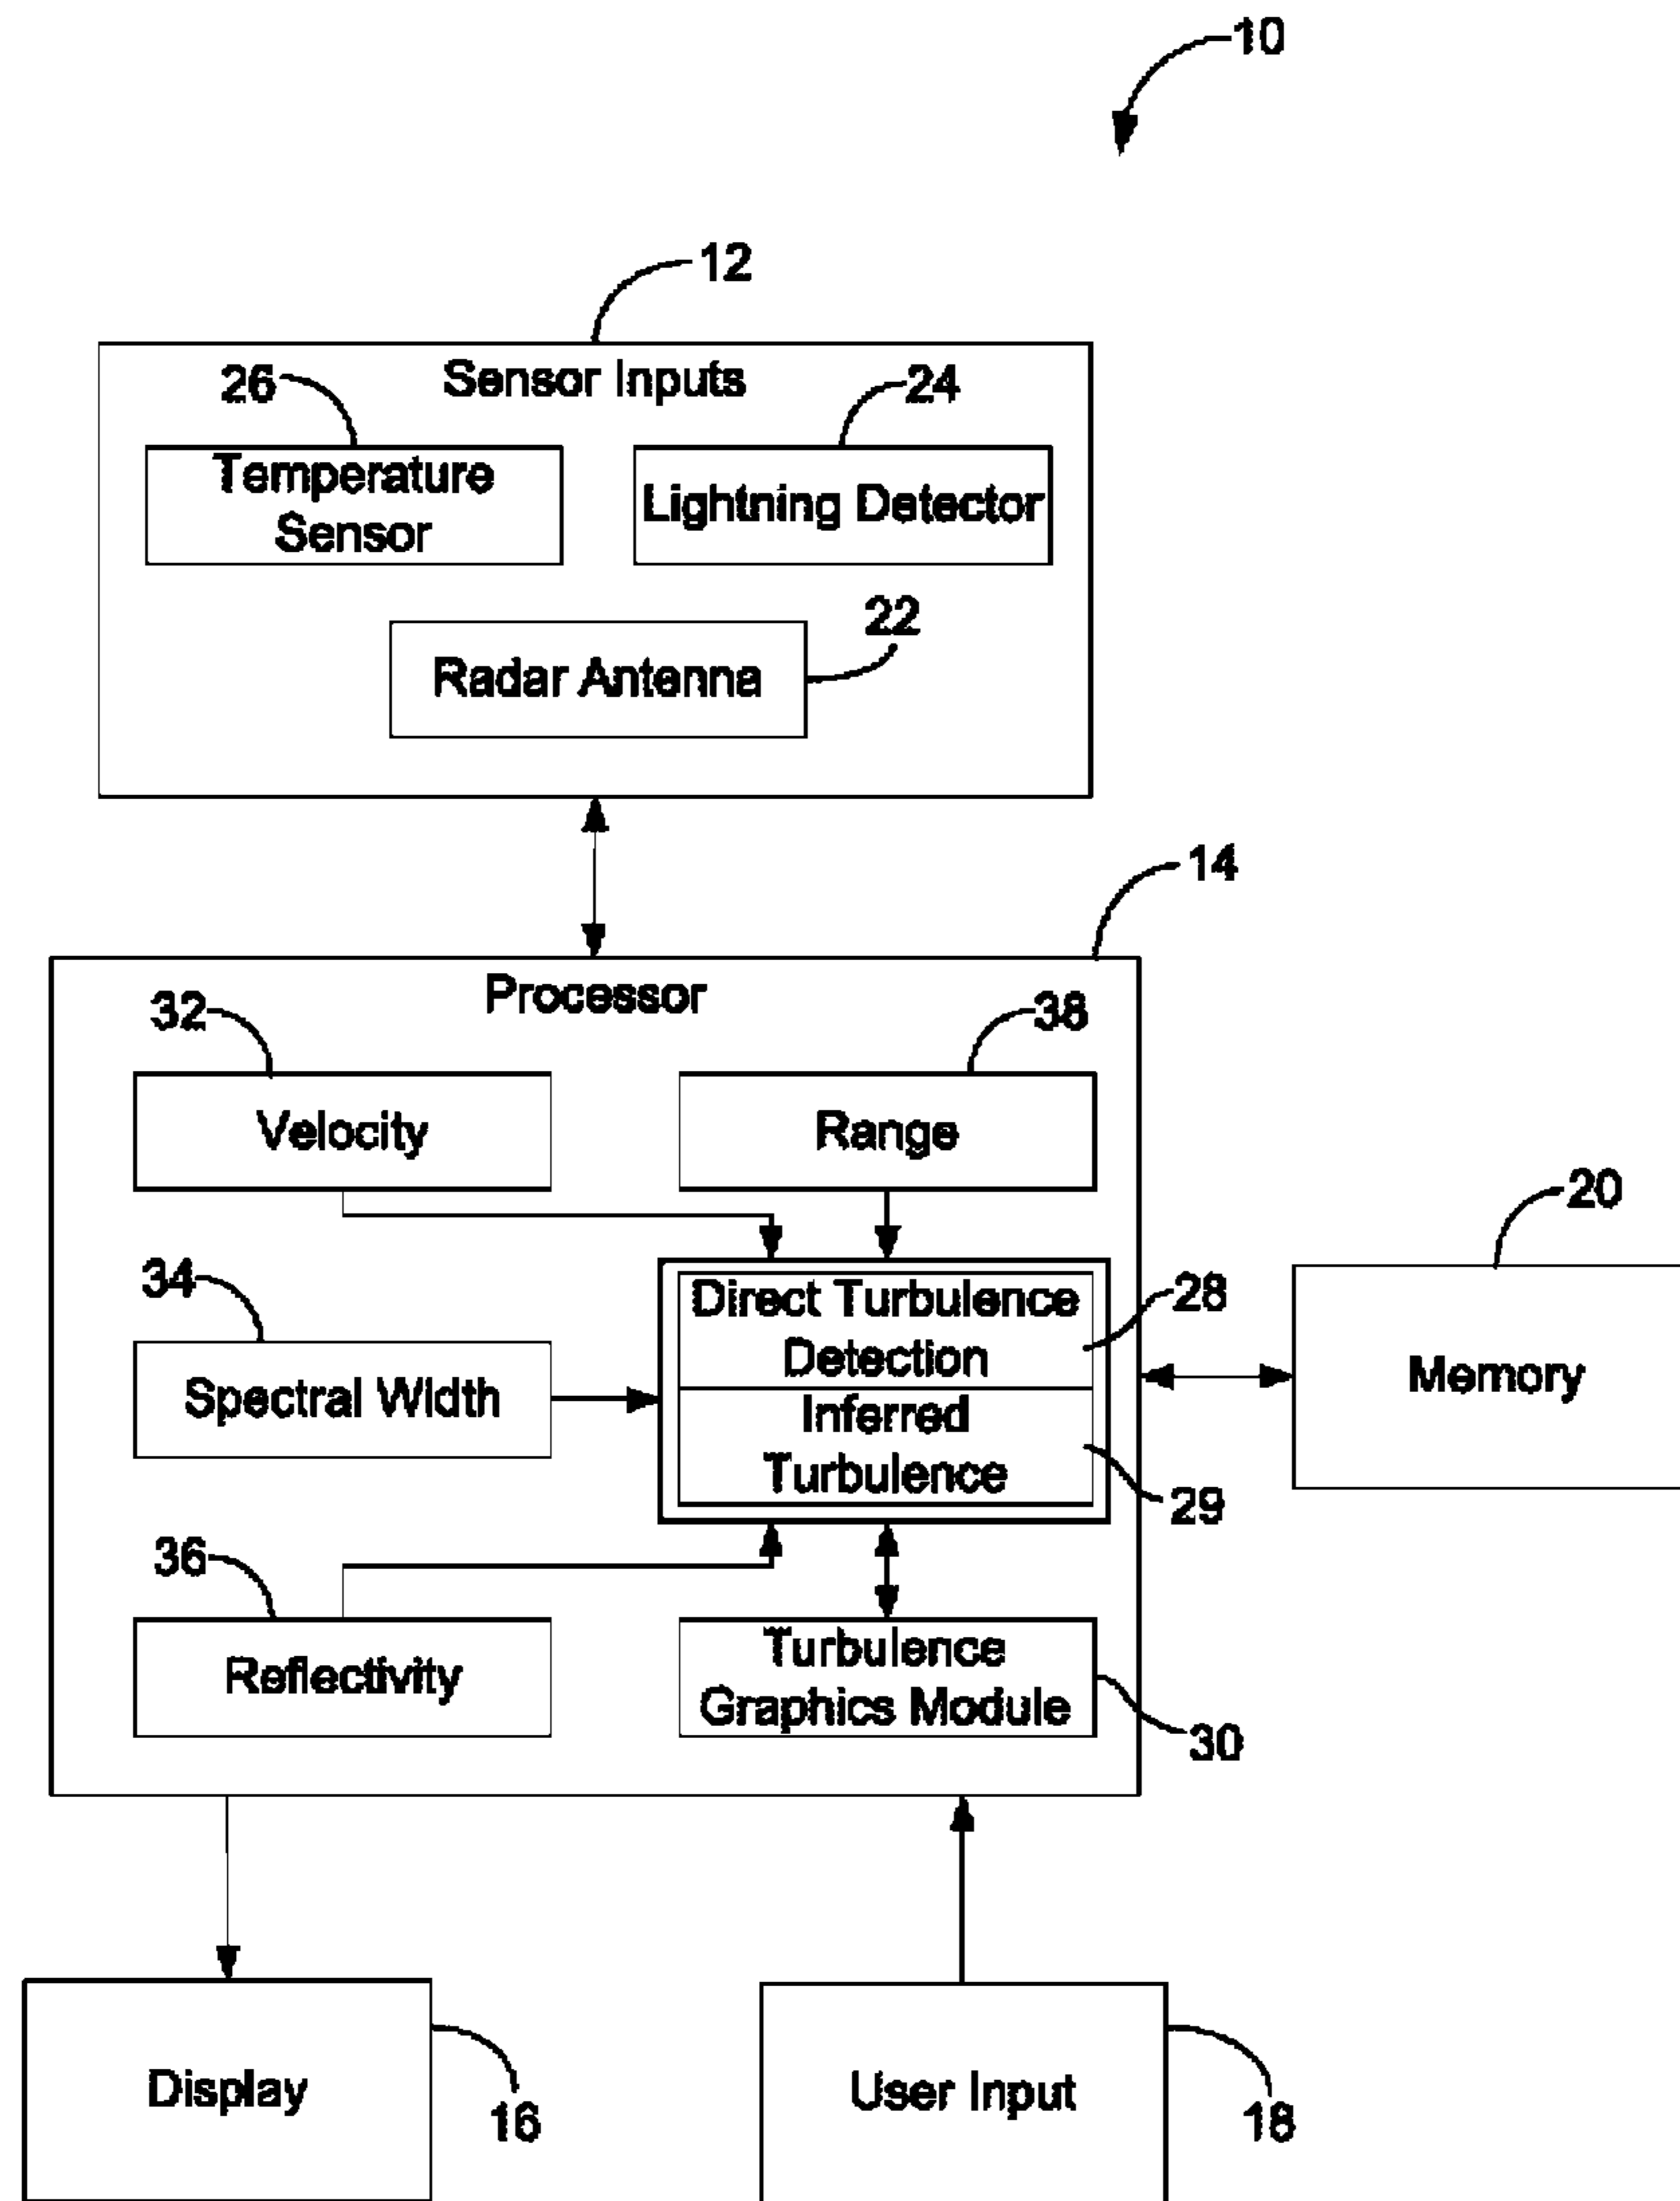 10
12
Sensor Inputs
26
24
Temperature
Sensor
Lightning Detector
22
Radar Antenna
14
Processor
32
38
Velocity
Range
20
34
Direct Turbulence
Detection
28
Spectral Width
Inferred
Turbulence
29
Memory
36
Reflectivity
Turbulence
Graphics Module
30
Display
16
User Input
18